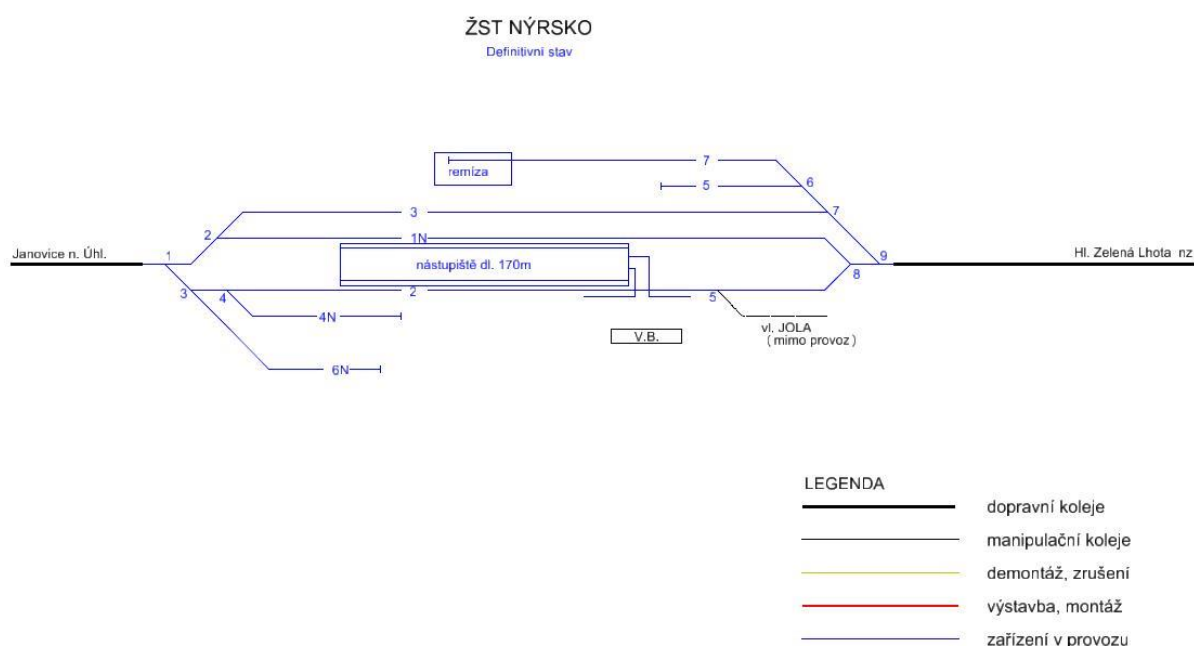 ŽST NÝRSKO
Definitivni stav
remíza
7
5
6
7
3
2
1N
Janovice n. Úhl.
1
nástupiště dl. 170m
9
8
Hl. Zelená Lhota nz
3
4
2
5
4N
vl. JOLA
( mimo provoz )
V.B.
6N
LEGENDA
dopravní koleje
manipulační koleje
demontáž, zrušení
výstavba, montáž
zařízení v provozu